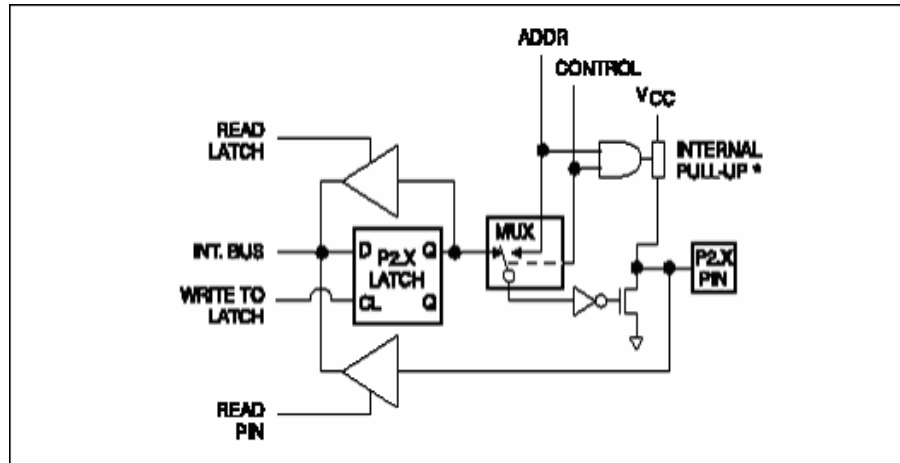 ADDR
CONTROL
VCC
READ
LATCH
INTERNAL
PULL-UP *
MUX
INT. BUS
D P2.X Q
LATCH
P2.X
PIN
WRITE TO
LATCH
CL Q
READ
PIN